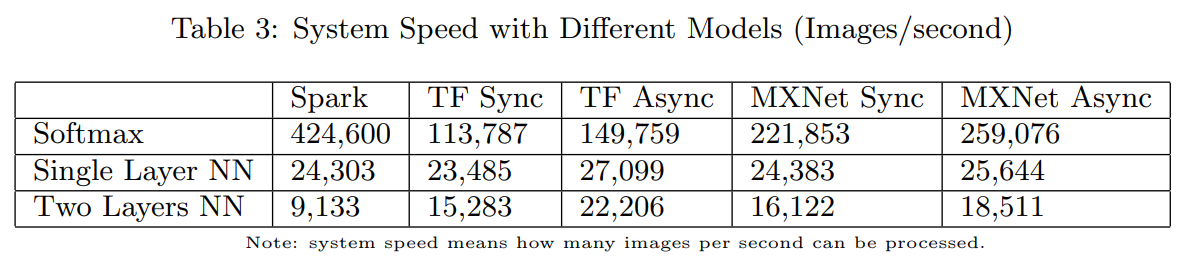 Table 3: System Speed with Different Models (Images/second)
Spark TF Sync TF Async MXNet Sync MXNet Async
Softmax 424,600 113,787 149,759 221,853 259,076
Single Layer NN 24,303 23,485 27,099 24,383 25,644
Two Layers NN 9,133 15,283 22,206 16,122 18,511
Note: system speed means how many images per second can be processed.